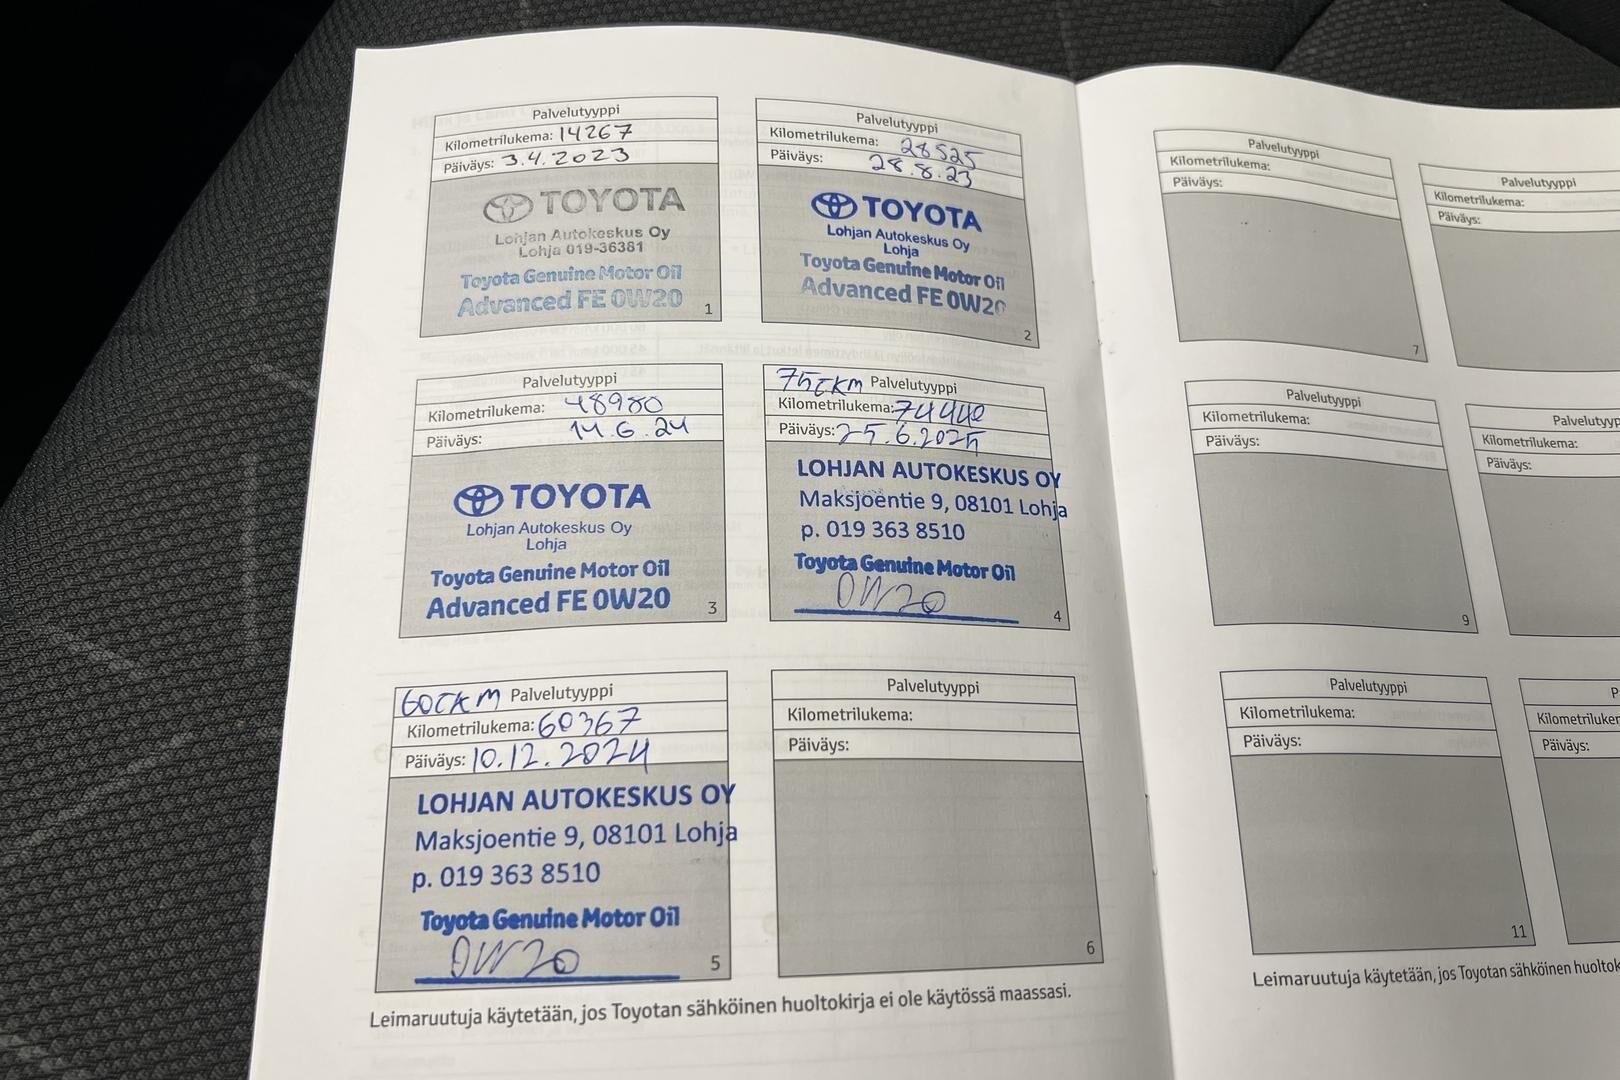 Palvelutyyppi
Kilometrilukema: 14267
Päiväys: 3.4.2023
TOYOTA
Lohjan Autokeskus Oy
Lohja 019-36381
Toyota Genuine Motor Oil
Advanced FE 0W20
1
Palvelutyyppi
Kilometrilukema: 28525
Päiväys: 28.8.23
TOYOTA
Lohjan Autokeskus Oy
Lohja
Toyota Genuine Motor Oil
Advanced FE 0W20
2
Palvelutyyppi
Kilometrilukema: 48980
Päiväys: 14.6.24
TOYOTA
Lohjan Autokeskus Oy
Lohja
Toyota Genuine Motor Oil
Advanced FE 0W20
3
75TKM Palvelutyyppi
Kilometrilukema: 74440
Päiväys: 25.6.2025
LOHJAN AUTOKESKUS OY
Maksjoentie 9, 08101 Lohja
p. 019 363 8510
Toyota Genuine Motor Oil
0W20
4
60TKM Palvelutyyppi
Kilometrilukema: 60367
Päiväys: 10.12.2024
LOHJAN AUTOKESKUS OY
Maksjoentie 9, 08101 Lohja
p. 019 363 8510
Toyota Genuine Motor Oil
0W20
5
Palvelutyyppi
Kilometrilukema:
Päiväys:
6
Leimaruutuja käytetään, jos Toyotan sähköinen huoltokirja ei ole käytössä maassasi.
Palvelutyyppi
Kilometrilukema:
Päiväys:
7
Palvelutyyppi
Kilometrilukema:
Päiväys:
Palvelutyyppi
Kilometrilukema:
Päiväys:
9
Palvelutyyp
Kilometrilukema:
Päiväys:
Palvelutyyppi
Kilometrilukema:
Päiväys:
11
P
Kilometriluker
Päiväys:
Leimaruutuja käytetään, jos Toyotan sähköinen huoltok